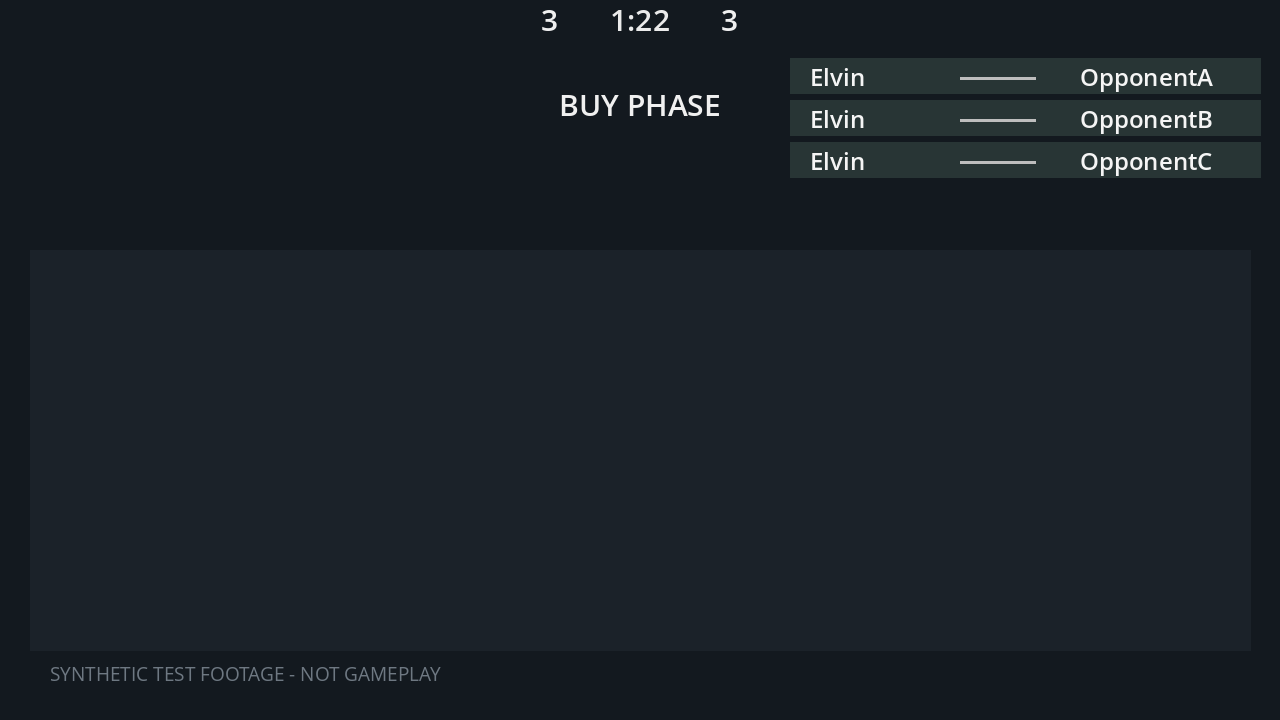 3 1:22 3
Elvin OpponentA
BUY PHASE
Elvin OpponentB
Elvin OpponentC
SYNTHETIC TEST FOOTAGE - NOT GAMEPLAY